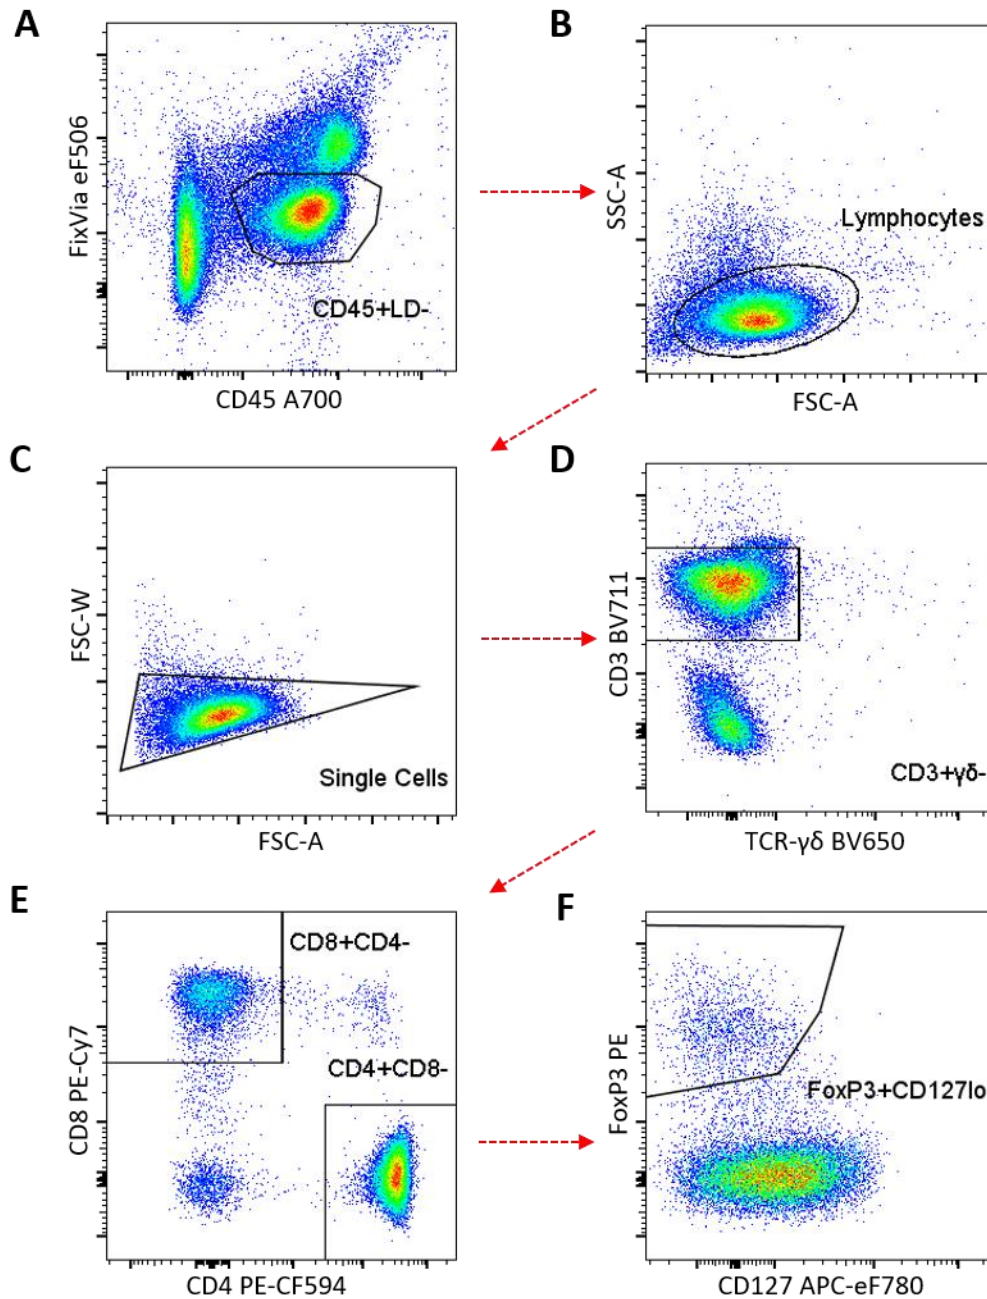 A
FixVia eF506
CD45+LD-
CD45 A700
B
SSC-A
Lymphocytes
FSC-A
C
FSC-W
Single Cells
FSC-A
D
CD3 BV711
CD3+γδ-
TCR-γδ BV650
E
CD8 PE-Cy7
CD8+CD4-
CD4+CD8-
CD4 PE-CF594
F
FoxP3 PE
FoxP3+CD127lo
CD127 APC-eF780